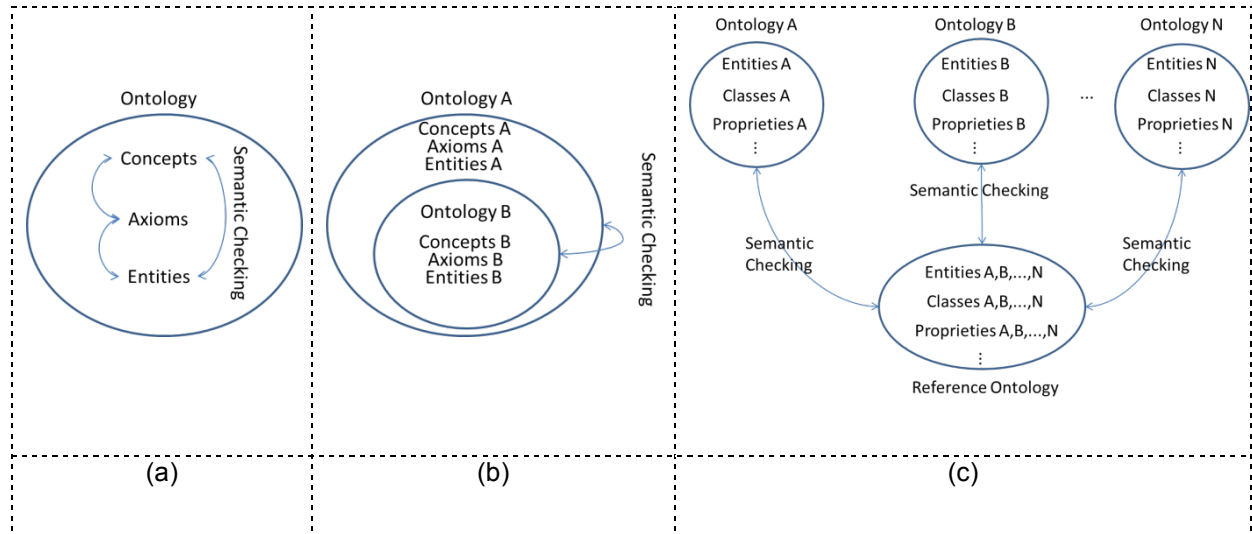 Ontology
Concepts
Axioms
Entities
Semantic Checking
(a)
Ontology A
Concepts A
Axioms A
Entities A
Ontology B
Concepts B
Axioms B
Entities B
Semantic Checking
(b)
Ontology A
Entities A
Classes A
Proprieties A
⋮
Ontology B
Entities B
Classes B
Proprieties B
⋮
...
Ontology N
Entities N
Classes N
Proprieties N
⋮
Semantic Checking
Semantic
Checking
Semantic
Checking
Entities A,B,...,N
Classes A,B,...,N
Proprieties A,B,...,N
⋮
Reference Ontology
(c)